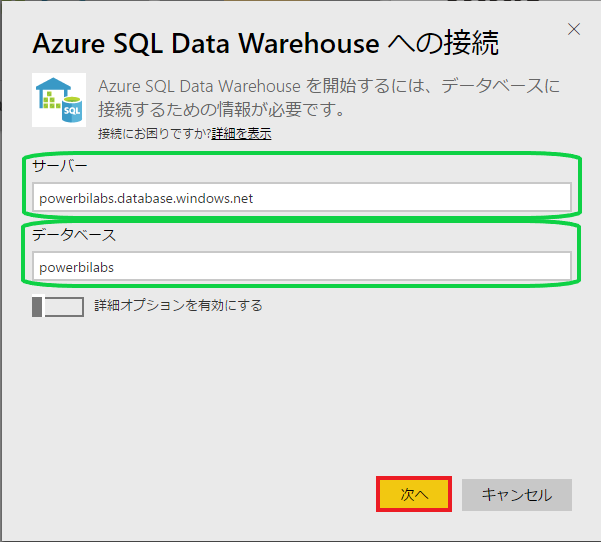 Azure SQL Data Warehouse への接続
Azure SQL Data Warehouse を開始するには、データベースに
接続するための情報が必要です。
SQL
接続にお困りですか?詳細を表示
サーバー
powerbilabs.database.windows.net
データベース
powerbilabs
詳細オプションを有効にする
次へ
キャンセル